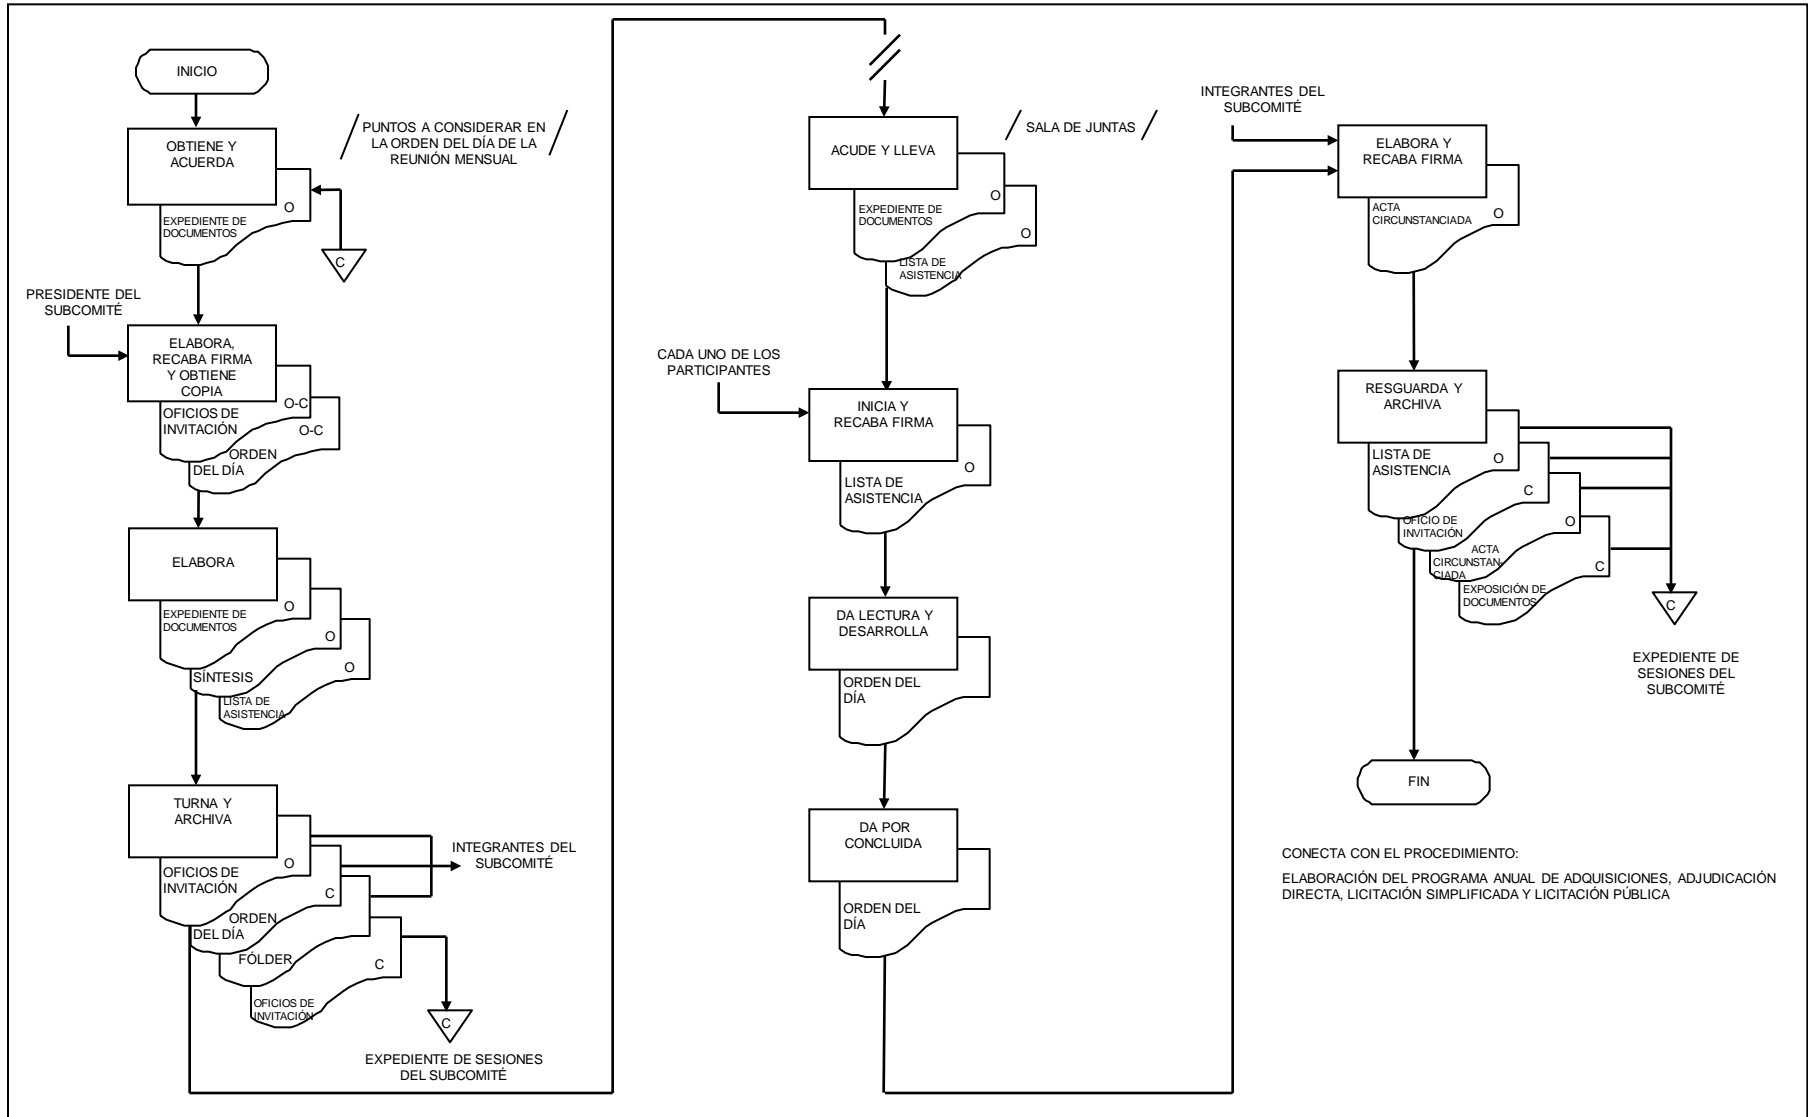 INICIO
OBTIENE Y
ACUERDA
PUNTOS A CONSIDERAR EN
LA ORDEN DEL DÍA DE LA
REUNIÓN MENSUAL
O
EXPEDIENTE DE
DOCUMENTOS
C
PRESIDENTE DEL
SUBCOMITÉ
ELABORA,
RECABA FIRMA
Y OBTIENE
COPIA
O-C
OFICIOS DE
INVITACIÓN
O-C
ORDEN
DEL DÍA
ELABORA
O
EXPEDIENTE DE
DOCUMENTOS
O
SÍNTESIS
O
LISTA DE
ASISTENCIA
TURNA Y
ARCHIVA
O
OFICIOS DE
INVITACIÓN
C
ORDEN
DEL DÍA
FÓLDER
C
OFICIOS DE
INVITACIÓN
INTEGRANTES DEL
SUBCOMITÉ
C
EXPEDIENTE DE SESIONES
DEL SUBCOMITÉ
SALA DE JUNTAS
ACUDE Y LLEVA
O
EXPEDIENTE DE
DOCUMENTOS
O
LISTA DE
ASISTENCIA
CADA UNO DE LOS
PARTICIPANTES
INICIA Y
RECABA FIRMA
O
LISTA DE
ASISTENCIA
DA LECTURA Y
DESARROLLA
ORDEN DEL
DÍA
DA POR
CONCLUIDA
ORDEN DEL
DÍA
INTEGRANTES DEL
SUBCOMITÉ
ELABORA Y
RECABA FIRMA
ACTA
CIRCUNSTANCIADA
O
RESGUARDA Y
ARCHIVA
LISTA DE
ASISTENCIA
O
C
OFICIO DE
INVITACIÓN
O
ACTA
CIRCUNSTAN-
CIADA
C
EXPOSICIÓN DE
DOCUMENTOS
C
EXPEDIENTE DE
SESIONES DEL
SUBCOMITÉ
FIN
CONECTA CON EL PROCEDIMIENTO:
ELABORACIÓN DEL PROGRAMA ANUAL DE ADQUISICIONES, ADJUDICACIÓN
DIRECTA, LICITACIÓN SIMPLIFICADA Y LICITACIÓN PÚBLICA